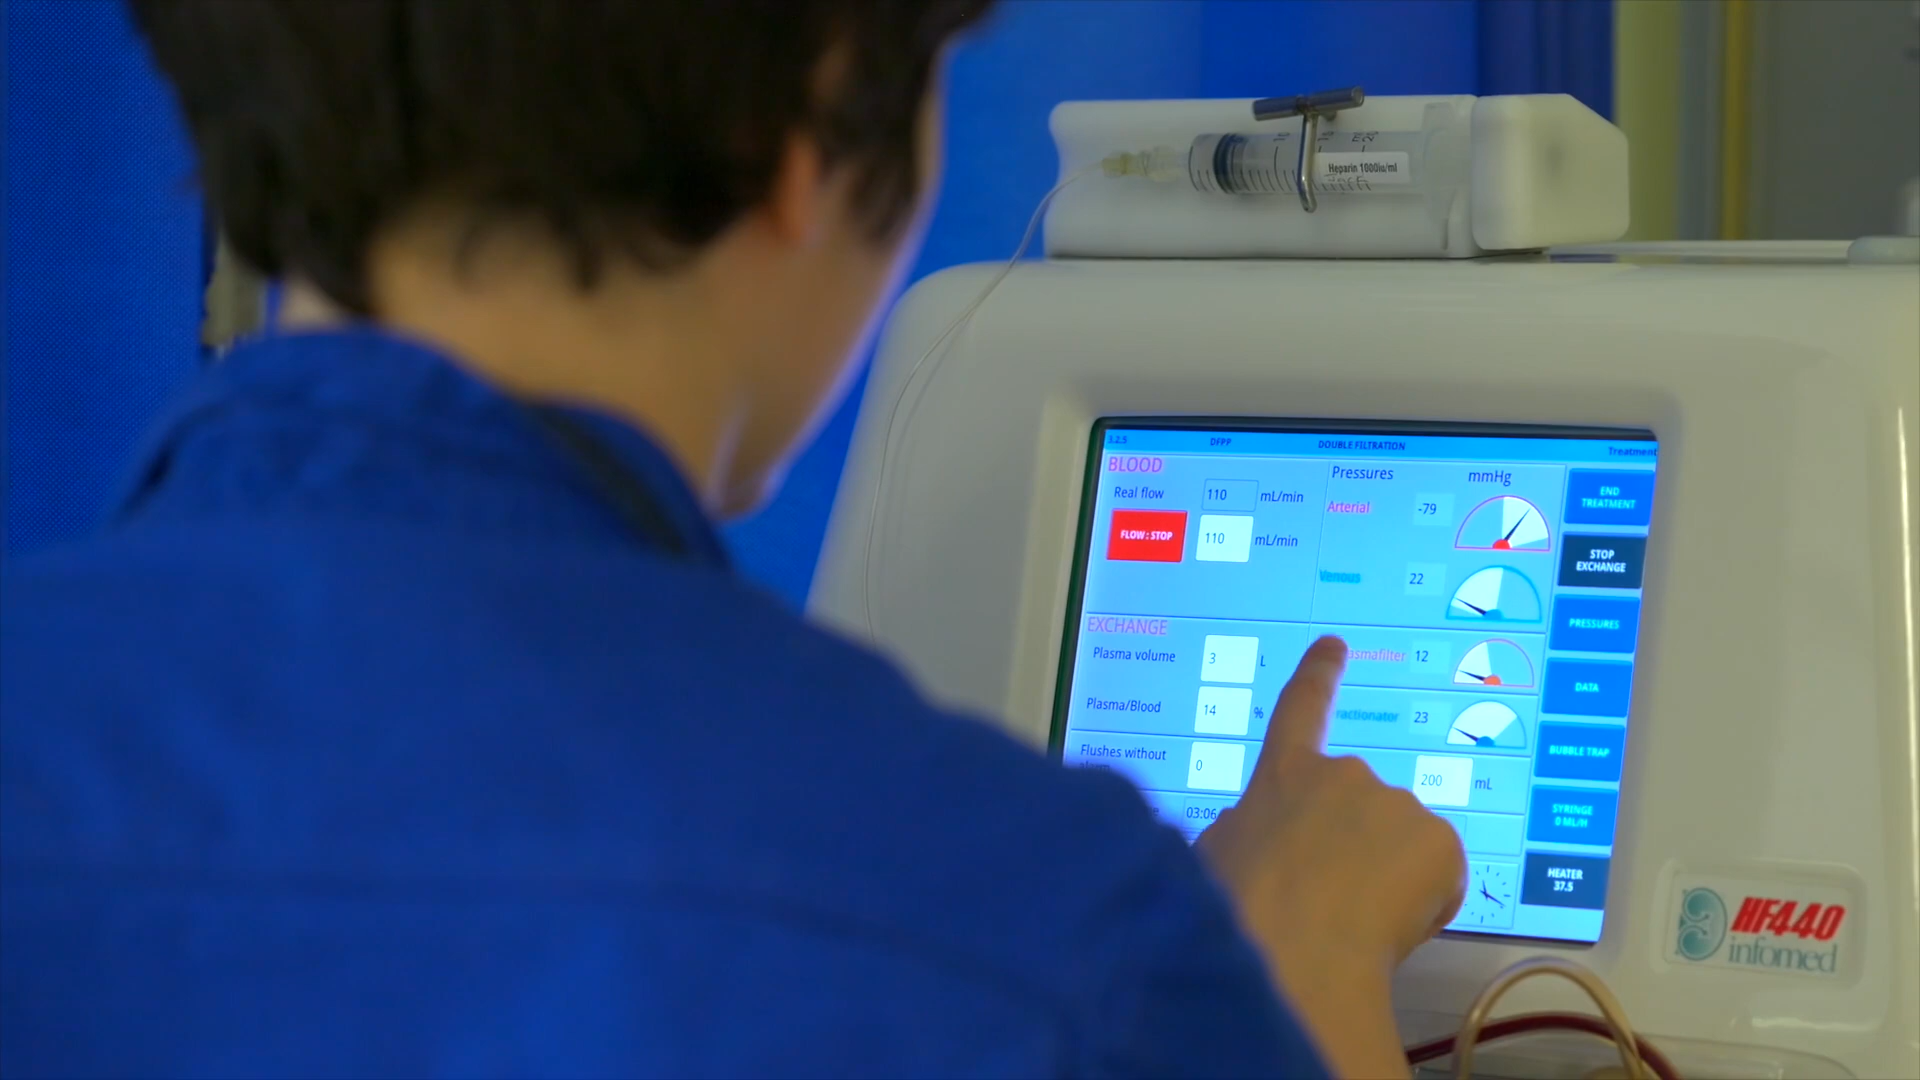 Heparin 1000iu/ml
3.2.5 DFPP DOUBLE FILTRATION Treatment
BLOOD
Real flow 110 mL/min
FLOW : STOP 110 mL/min
Pressures mmHg
Arterial -79
Venous 22
EXCHANGE
Plasma volume 3 L
Plasma/Blood 14 %
Flushes without
0
asmafilter 12
ractionator 23
200 mL
03:06
END
TREATMENT
STOP
EXCHANGE
PRESSURES
DATA
BUBBLE TRAP
SYRINGE
0 ML/H
HEATER
37.5
HF440
infomed